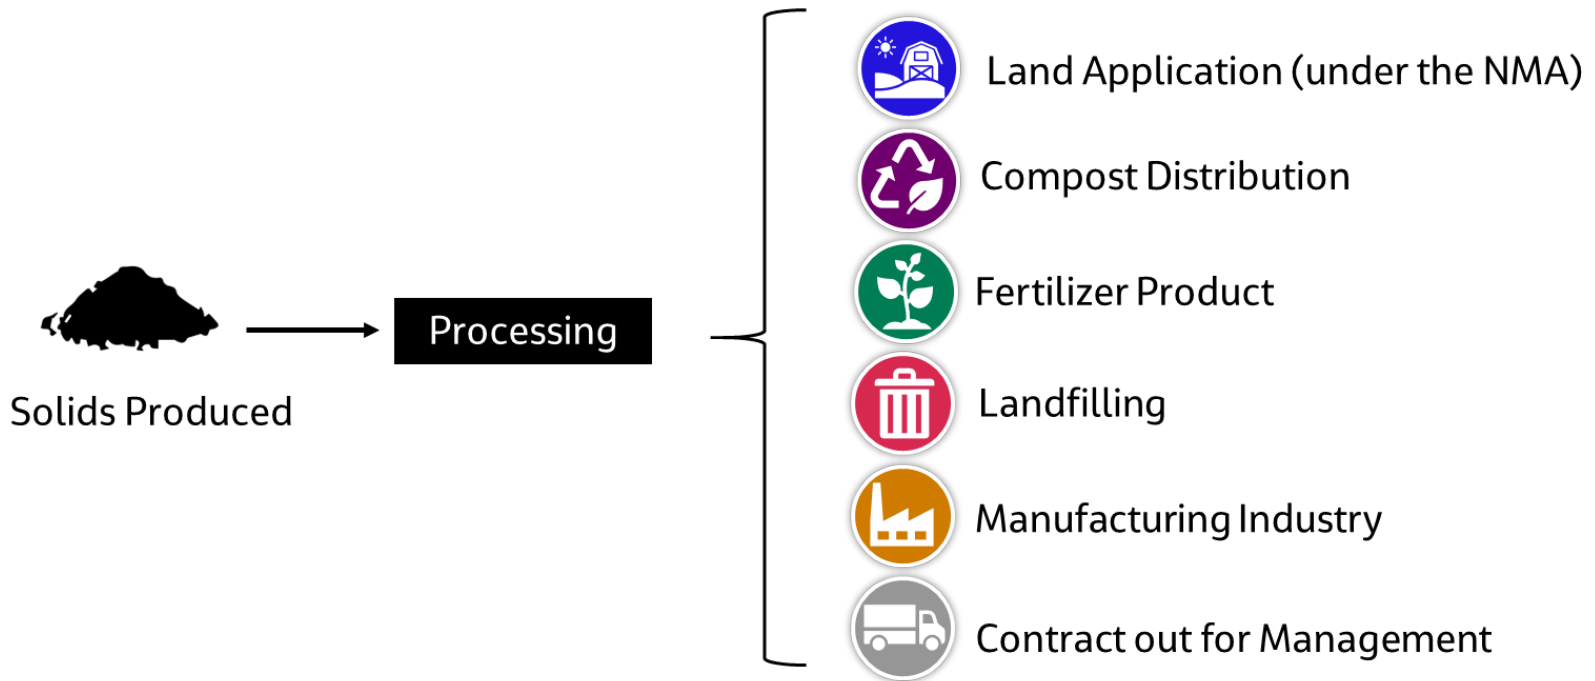 Solids Produced
Processing
Land Application (under the NMA)
Compost Distribution
Fertilizer Product
Landfilling
Manufacturing Industry
Contract out for Management